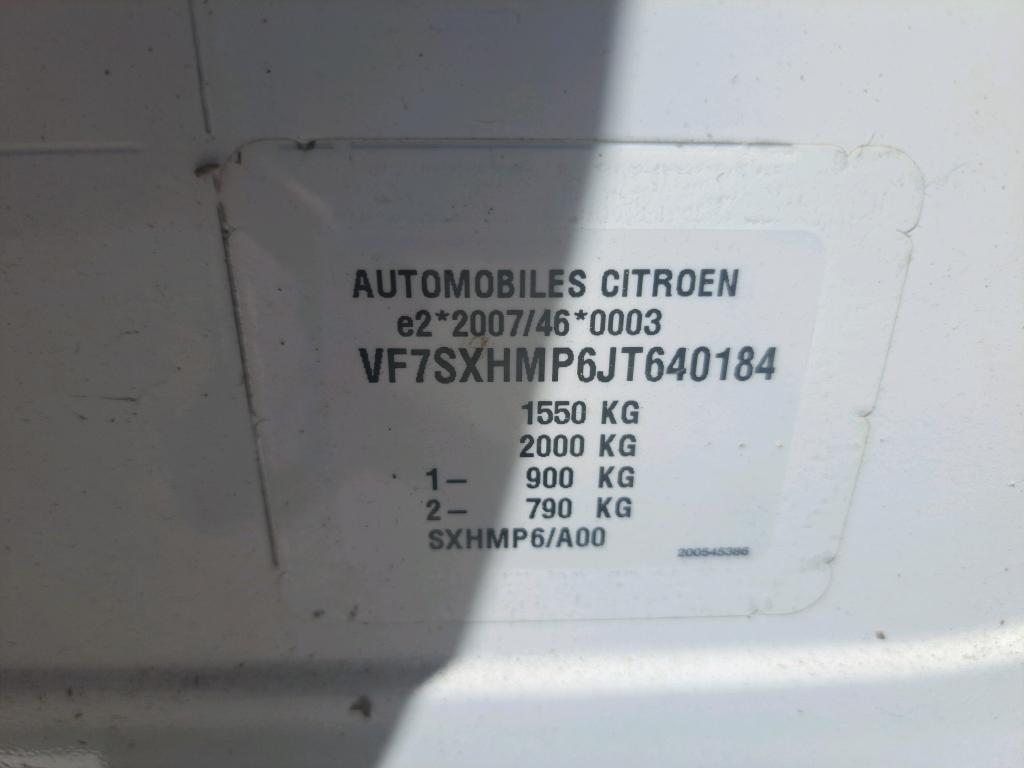 AUTOMOBILES CITROEN
e2*2007/46*0003
VF7SXHMP6JT640184
1550 KG
2000 KG
1– 900 KG
2– 790 KG
SXHMP6/A00
200545386